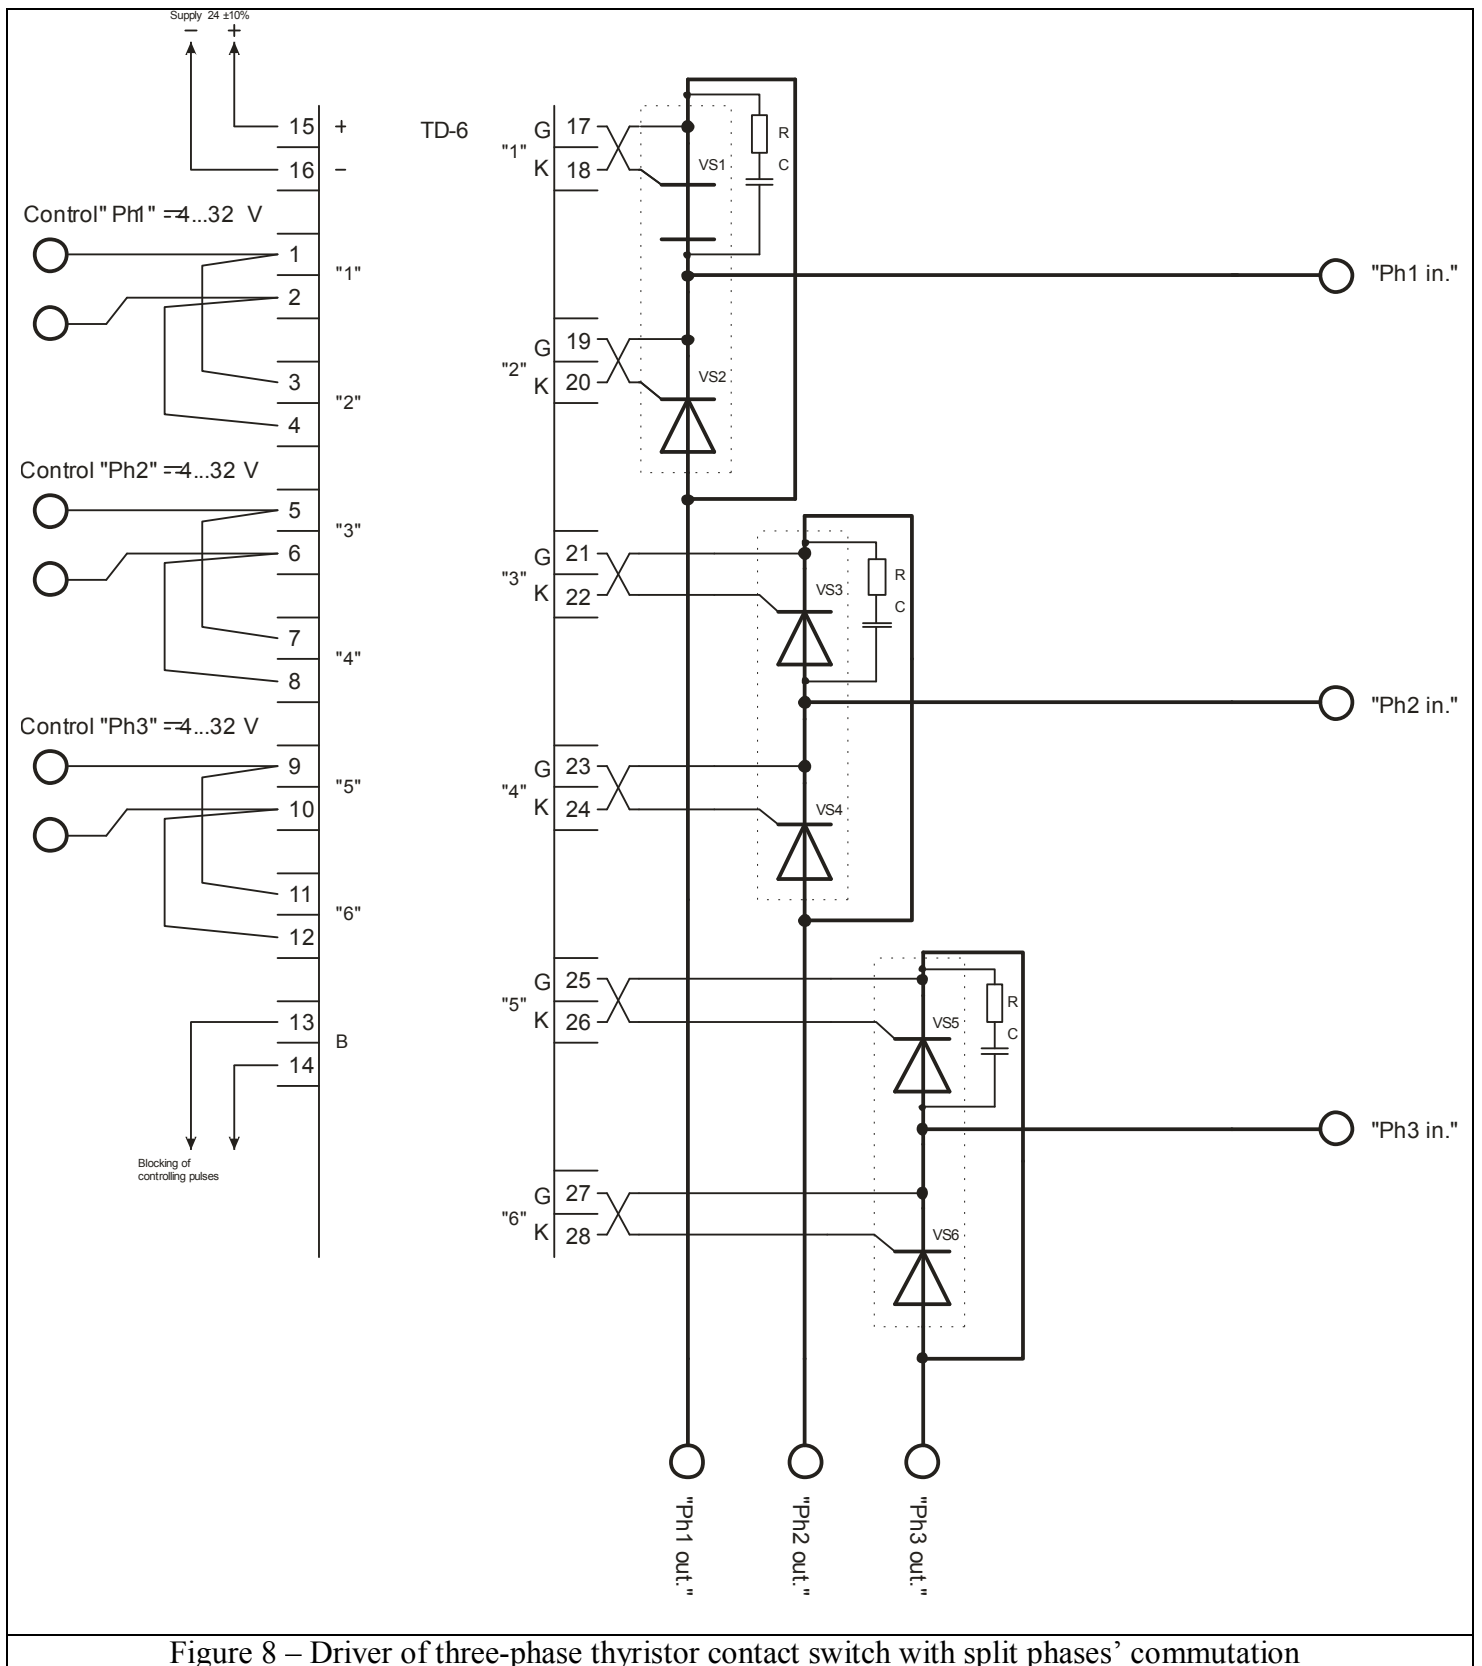 Supply 24 ±10%
− +
15 +
16 −
TD-6
Control" Ph1" =4...32 V
1
"1"
2
3
"2"
4
Control "Ph2" =4...32 V
5
"3"
6
7
"4"
8
Control "Ph3" =4...32 V
9
"5"
10
11
"6"
12
13
B
14
Blocking of
controlling pulses
G 17
"1"
K 18
G 19
"2"
K 20
G 21
"3"
K 22
G 23
"4"
K 24
G 25
"5"
K 26
G 27
"6"
K 28
R
VS1 C
"Ph1 in."
VS2
R
VS3
C
"Ph2 in."
VS4
R
VS5
C
"Ph3 in."
VS6
"Ph1 out."
"Ph2 out."
"Ph3 out."
Figure 8 – Driver of three-phase thyristor contact switch with split phases’ commutation